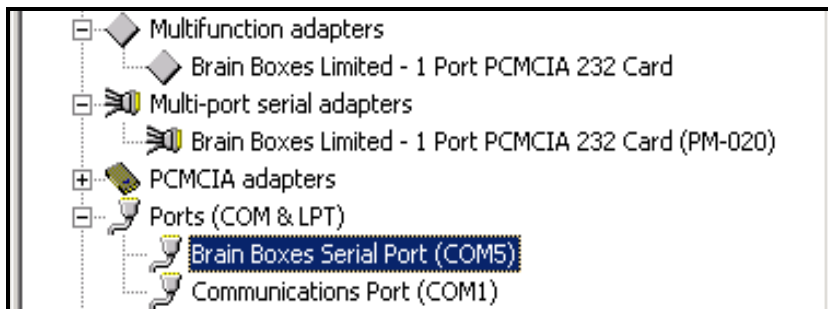 Multifunction adapters
Brain Boxes Limited - 1 Port PCMCIA 232 Card
Multi-port serial adapters
Brain Boxes Limited - 1 Port PCMCIA 232 Card (PM-020)
PCMCIA adapters
Ports (COM & LPT)
Brain Boxes Serial Port (COM5)
Communications Port (COM1)